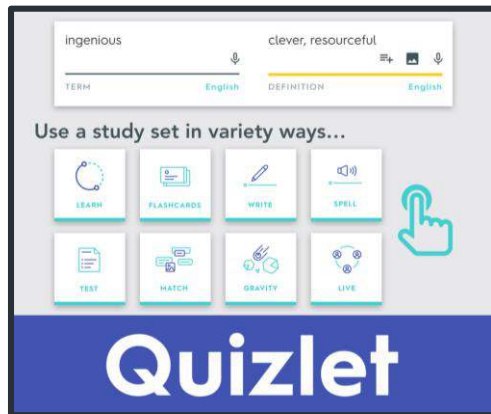 ingenious clever, resourceful
TERM English DEFINITION English
Use a study set in variety ways...
LEARN FLASHCARDS WRITE SPELL
TEST MATCH GRAVITY LIVE
Quizlet